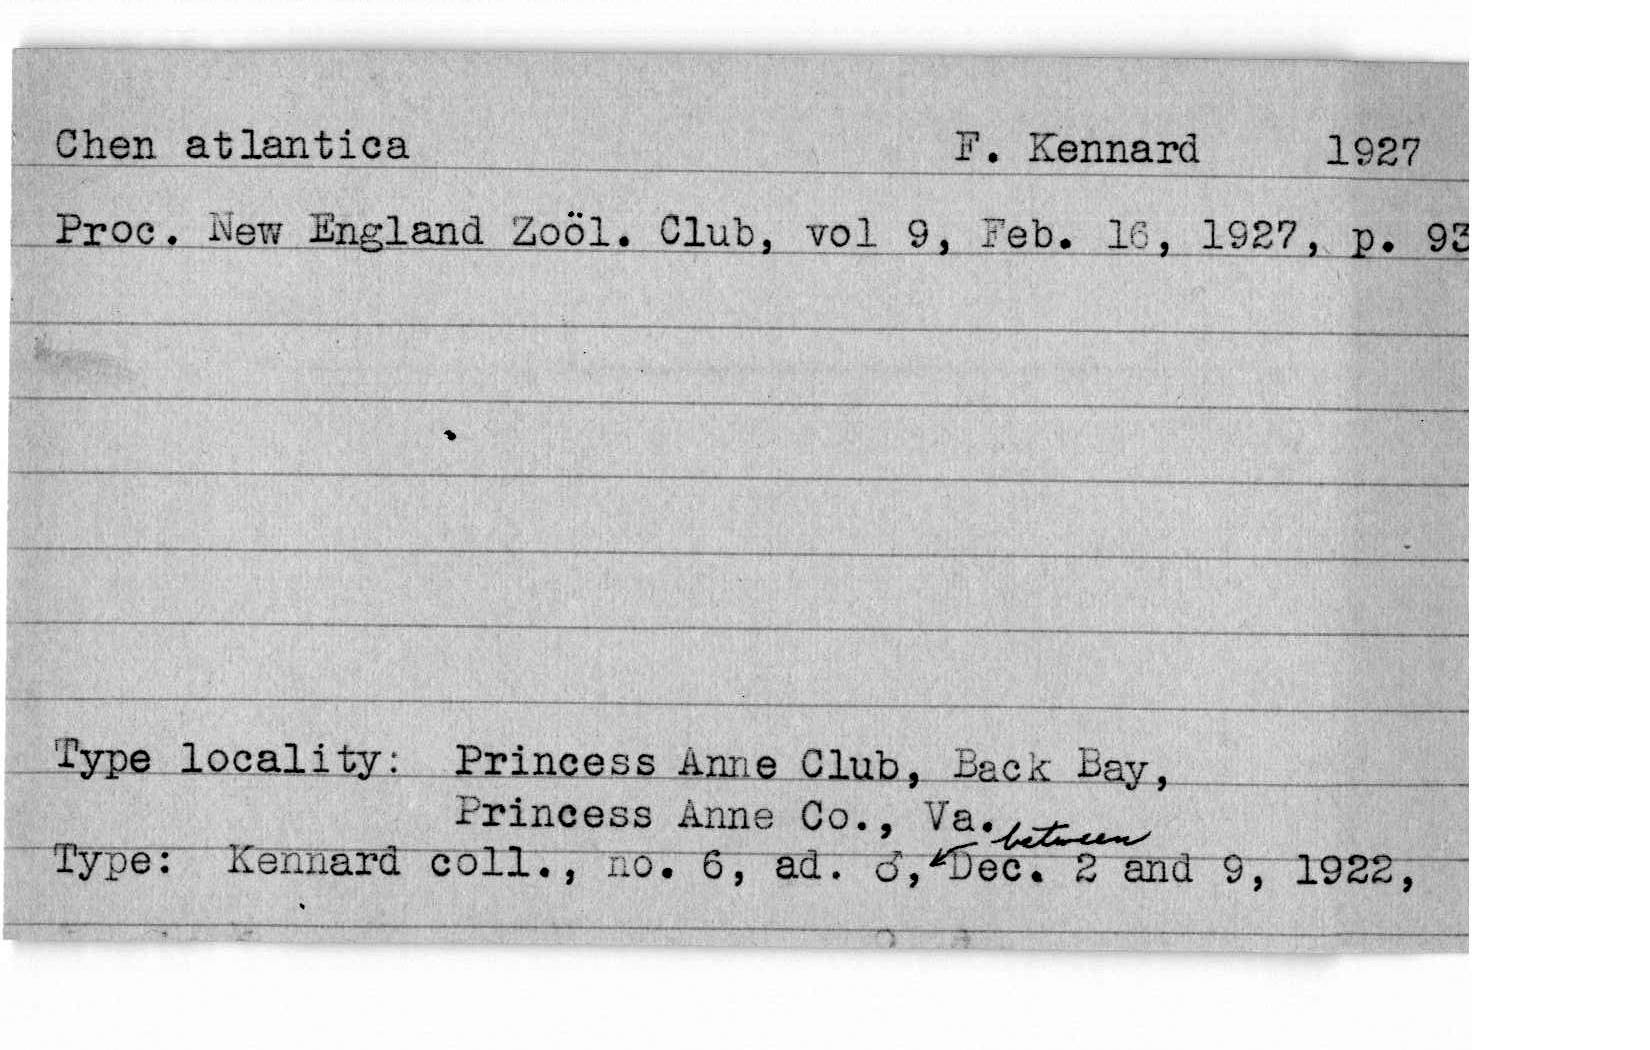 Chen atlantica F. Kennard 1927
Proc. New England Zoöl. Club, vol 9, Feb. 16, 1927, p. 93
Type locality: Princess Anne Club, Back Bay,
Princess Anne Co., Va.
between
Type: Kennard coll., no. 6, ad. ♂, Dec. 2 and 9, 1922,